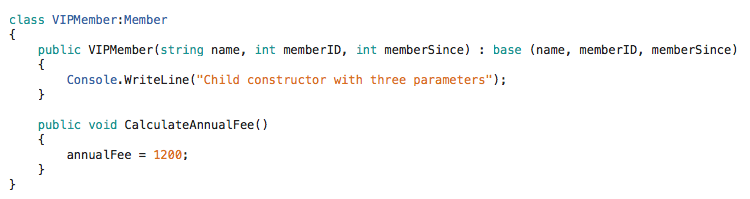 class VIPMember:Member
{
    public VIPMember(string name, int memberID, int memberSince) : base (name, memberID, memberSince)
    {
        Console.WriteLine("Child constructor with three parameters");
    }

    public void CalculateAnnualFee()
    {
        annualFee = 1200;
    }
}